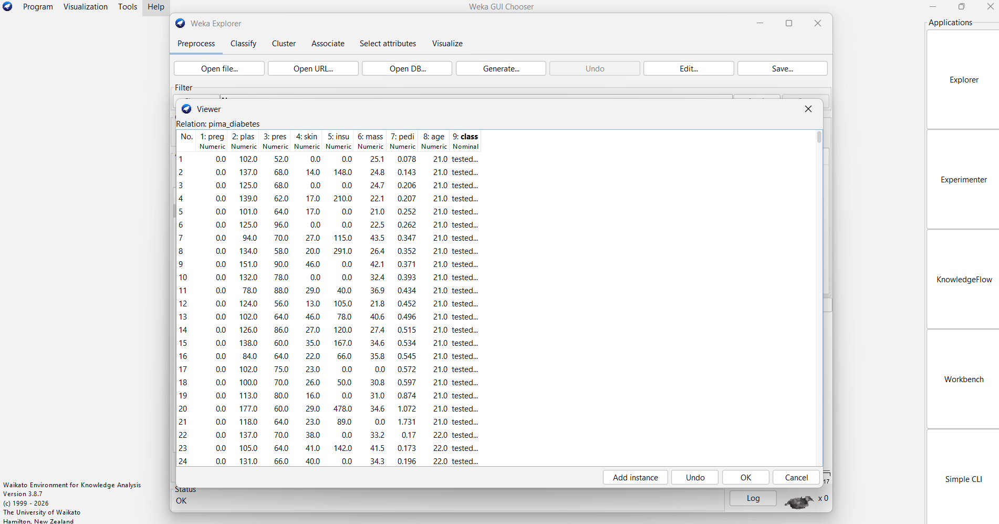 Program Visualization Tools Help Weka GUI Chooser
Weka Explorer
Preprocess Classify Cluster Associate Select attributes Visualize
Open file... Open URL... Open DB... Generate... Undo Edit... Save...
Filter
Viewer
Relation: pima_diabetes
No. 1: preg 2: plas 3: pres 4: skin 5: insu 6: mass 7: pedi 8: age 9: class
Numeric Numeric Numeric Numeric Numeric Numeric Numeric Numeric Nominal
1 0.0 102.0 52.0 0.0 0.0 25.1 0.078 21.0 tested...
2 0.0 137.0 68.0 14.0 148.0 24.8 0.143 21.0 tested...
3 0.0 125.0 68.0 0.0 0.0 24.7 0.206 21.0 tested...
4 0.0 139.0 62.0 17.0 210.0 22.1 0.207 21.0 tested...
5 0.0 101.0 64.0 17.0 0.0 21.0 0.252 21.0 tested...
6 0.0 125.0 96.0 0.0 0.0 22.5 0.262 21.0 tested...
7 0.0 94.0 70.0 27.0 115.0 43.5 0.347 21.0 tested...
8 0.0 134.0 58.0 20.0 291.0 26.4 0.352 21.0 tested...
9 0.0 151.0 90.0 46.0 0.0 42.1 0.371 21.0 tested...
10 0.0 132.0 78.0 0.0 0.0 32.4 0.393 21.0 tested...
11 0.0 78.0 88.0 29.0 40.0 36.9 0.434 21.0 tested...
12 0.0 124.0 56.0 13.0 105.0 21.8 0.452 21.0 tested...
13 0.0 102.0 64.0 46.0 78.0 40.6 0.496 21.0 tested...
14 0.0 126.0 86.0 27.0 120.0 27.4 0.515 21.0 tested...
15 0.0 138.0 60.0 35.0 167.0 34.6 0.534 21.0 tested...
16 0.0 84.0 64.0 22.0 66.0 35.8 0.545 21.0 tested...
17 0.0 102.0 75.0 23.0 0.0 0.0 0.572 21.0 tested...
18 0.0 100.0 70.0 26.0 50.0 30.8 0.597 21.0 tested...
19 0.0 113.0 80.0 16.0 0.0 31.0 0.874 21.0 tested...
20 0.0 177.0 60.0 29.0 478.0 34.6 1.072 21.0 tested...
21 0.0 118.0 64.0 23.0 89.0 0.0 1.731 21.0 tested...
22 0.0 137.0 70.0 38.0 0.0 33.2 0.17 22.0 tested...
23 0.0 105.0 64.0 41.0 142.0 41.5 0.173 22.0 tested...
24 0.0 131.0 66.0 40.0 0.0 34.3 0.196 22.0 tested...
Add instance Undo OK Cancel
17
Status
OK
Log x 0
Applications
Explorer
Experimenter
KnowledgeFlow
Workbench
Simple CLI
Waikato Environment for Knowledge Analysis
Version 3.8.7
(c) 1999 - 2026
The University of Waikato
Hamilton, New Zealand